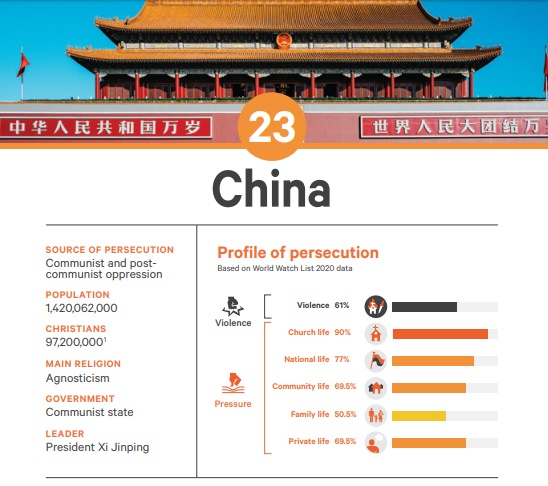 中华人民共和国万岁
世界人民大团结万
23
China
SOURCE OF PERSECUTION
Communist and post-
communist oppression
POPULATION
1,420,062,000
CHRISTIANS
97,200,000¹
MAIN RELIGION
Agnosticism
GOVERNMENT
Communist state
LEADER
President Xi Jinping
Profile of persecution
Based on World Watch List 2020 data
Violence
Violence 61%
Church life 90%
National life 77%
Community life 69.5%
Pressure
Family life 50.5%
Private life 69.5%